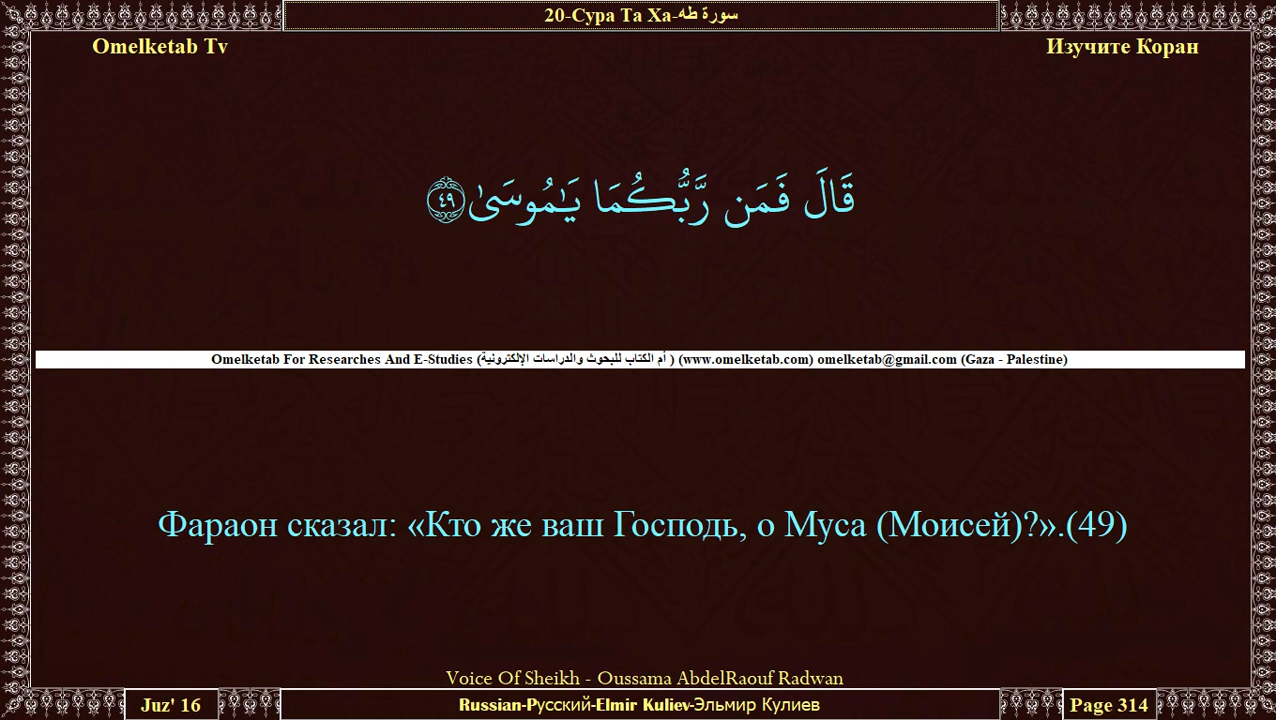 20-Сура Та Ха-سورة طه
Omelketab Tv
Изучите Коран
قَالَ فَمَن رَّبُّكُمَا يَـٰمُوسَىٰ ٤٩
Omelketab For Researches And E-Studies (أم الكتاب للبحوث والدراسات الإلكترونية ) (www.omelketab.com) omelketab@gmail.com (Gaza - Palestine)
Фараон сказал: «Кто же ваш Господь, о Муса (Моисей)?».(49)
Voice Of Sheikh - Oussama AbdelRaouf Radwan
Juz' 16
Russian-Русский-Elmir Kuliev-Эльмир Кулиев
Page 314